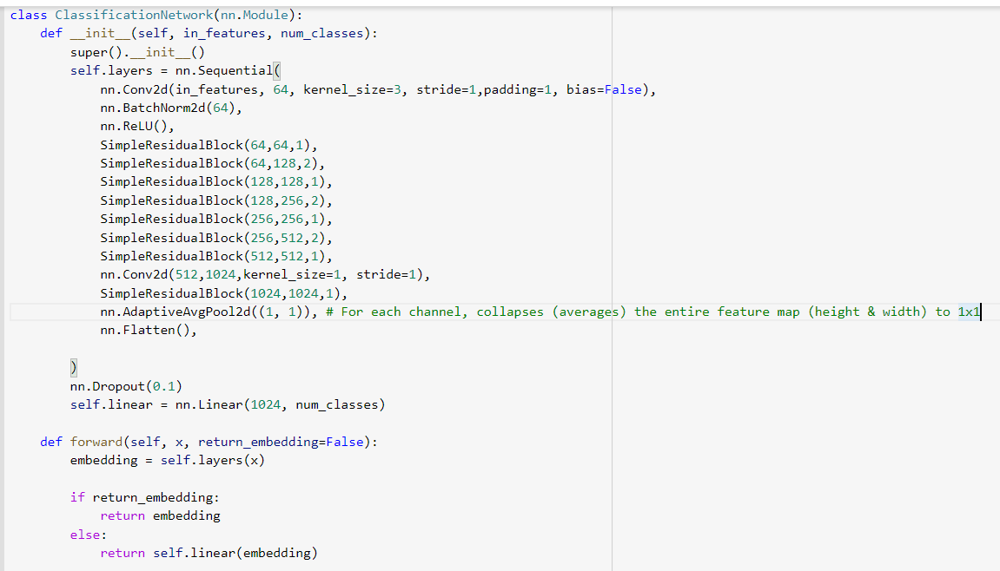 class ClassificationNetwork(nn.Module):
    def __init__(self, in_features, num_classes):
        super().__init__()
        self.layers = nn.Sequential(
            nn.Conv2d(in_features, 64, kernel_size=3, stride=1,padding=1, bias=False),
            nn.BatchNorm2d(64),
            nn.ReLU(),
            SimpleResidualBlock(64,64,1),
            SimpleResidualBlock(64,128,2),
            SimpleResidualBlock(128,128,1),
            SimpleResidualBlock(128,256,2),
            SimpleResidualBlock(256,256,1),
            SimpleResidualBlock(256,512,2),
            SimpleResidualBlock(512,512,1),
            nn.Conv2d(512,1024,kernel_size=1, stride=1),
            SimpleResidualBlock(1024,1024,1),
            nn.AdaptiveAvgPool2d((1, 1)), # For each channel, collapses (averages) the entire feature map (height & width) to 1x1
            nn.Flatten(),
        )
        nn.Dropout(0.1)
        self.linear = nn.Linear(1024, num_classes)
    def forward(self, x, return_embedding=False):
        embedding = self.layers(x)
        if return_embedding:
            return embedding
        else:
            return self.linear(embedding)